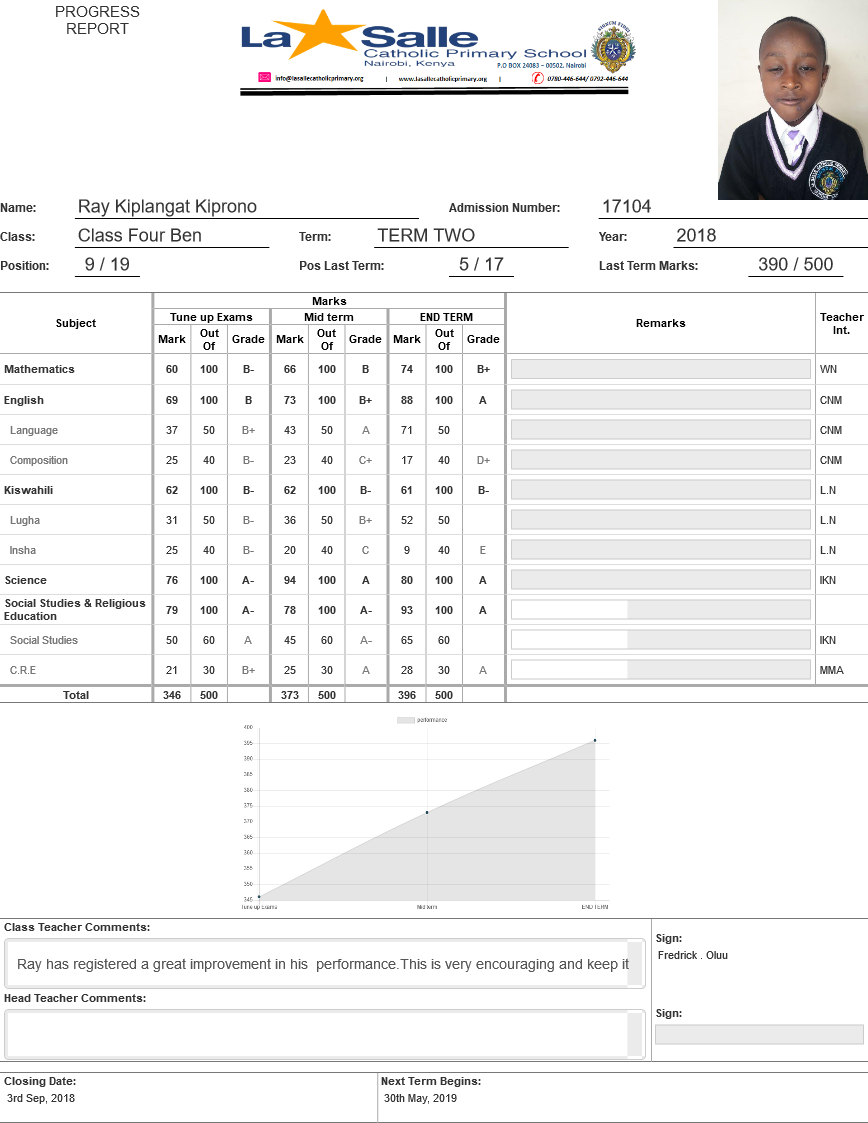 PROGRESS
REPORT
La Salle
Catholic Primary School
Nairobi, Kenya
P.O BOX 24083 – 00502, Nairobi
info@lasallecatholicprimary.org | www.lasallecatholicprimary.org | 0780-446-644/ 0792-446-644
Name: Ray Kiplangat Kiprono Admission Number: 17104
Class: Class Four Ben Term: TERM TWO Year: 2018
Position: 9 / 19 Pos Last Term: 5 / 17 Last Term Marks: 390 / 500
Subject Marks Remarks Teacher Int.
Tune up Exams Mid term END TERM
Mark Out Of Grade Mark Out Of Grade Mark Out Of Grade
Mathematics 60 100 B- 66 100 B 74 100 B+ WN
English 69 100 B 73 100 B+ 88 100 A CNM
Language 37 50 B+ 43 50 A 71 50 CNM
Composition 25 40 B- 23 40 C+ 17 40 D+ CNM
Kiswahili 62 100 B- 62 100 B- 61 100 B- L.N
Lugha 31 50 B- 36 50 B+ 52 50 L.N
Insha 25 40 B- 20 40 C 9 40 E L.N
Science 76 100 A- 94 100 A 80 100 A IKN
Social Studies & Religious Education 79 100 A- 78 100 A- 93 100 A
Social Studies 50 60 A 45 60 A- 65 60 IKN
C.R.E 21 30 B+ 25 30 A 28 30 A MMA
Total 346 500 373 500 396 500
performance
400
395
390
385
380
375
370
365
360
355
350
345
Tune up Exams Mid term END TERM
Class Teacher Comments:
Ray has registered a great improvement in his performance.This is very encouraging and keep it
Sign:
Fredrick . Oluu
Head Teacher Comments:
Sign:
Closing Date: Next Term Begins:
3rd Sep, 2018 30th May, 2019